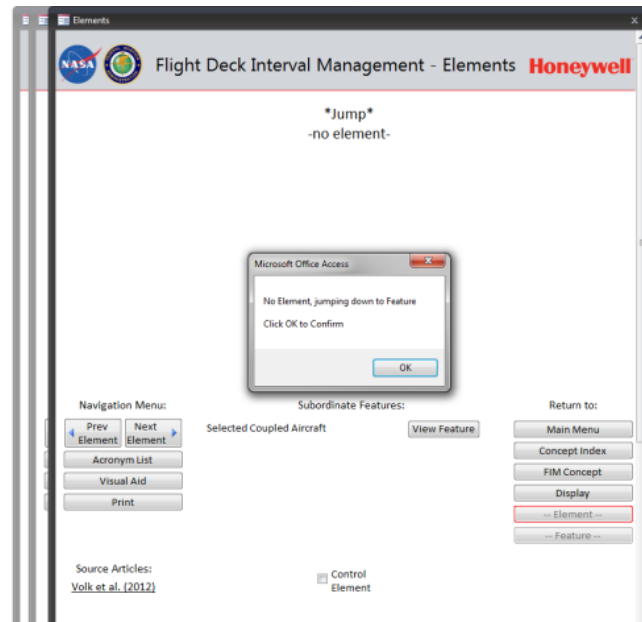 Elements
x
NASA
Flight Deck Interval Management - Elements
Honeywell
*Jump*
-no element-
Microsoft Office Access
No Element, jumping down to Feature
Click OK to Confirm
OK
Navigation Menu:
Prev Element
Next Element
Acronym List
Visual Aid
Print
Subordinate Features:
Selected Coupled Aircraft
View Feature
Return to:
Main Menu
Concept Index
FIM Concept
Display
-- Element --
-- Feature --
Source Articles:
Volk et al. (2012)
Control
Element